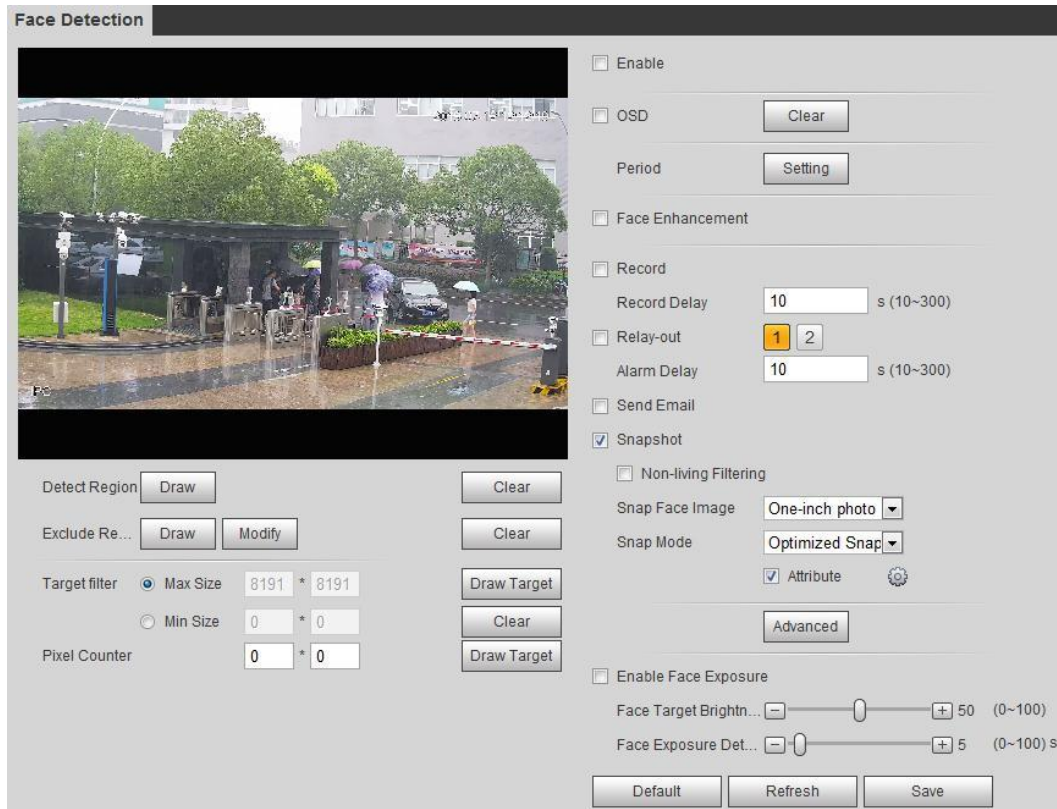 Face Detection
Enable
OSD Clear
Period Setting
Face Enhancement
Record
Record Delay 10 s (10~300)
Relay-out 1 2
Alarm Delay 10 s (10~300)
Send Email
Snapshot
Non-living Filtering
Snap Face Image One-inch photo
Snap Mode Optimized Snap
Attribute
Advanced
Enable Face Exposure
Face Target Brightn... 50 (0~100)
Face Exposure Det... 5 (0~100) s
Default Refresh Save
Detect Region Draw Clear
Exclude Re... Draw Modify Clear
Target filter Max Size 8191 * 8191 Draw Target
Min Size 0 * 0 Clear
Pixel Counter 0 * 0 Draw Target